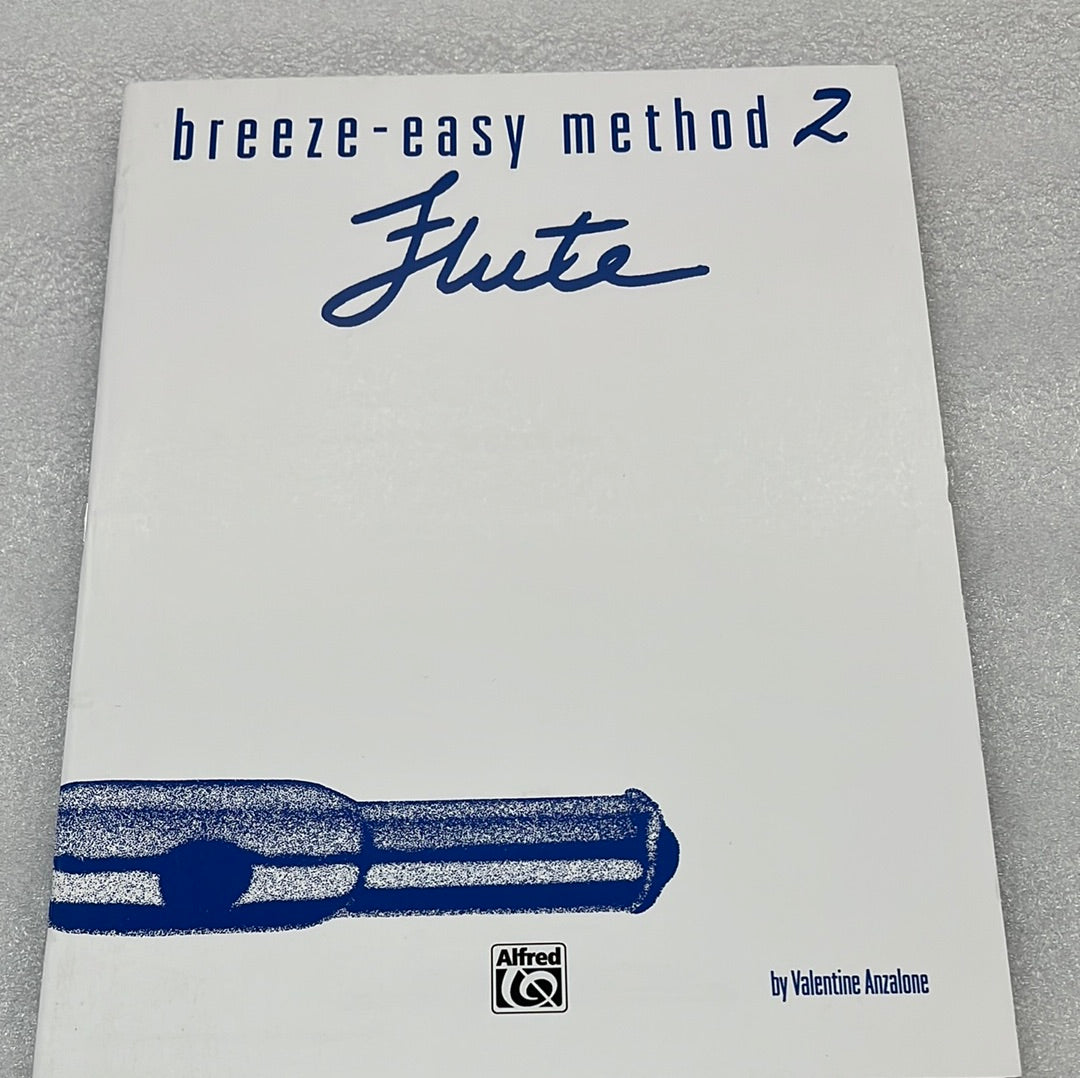 breeze-easy method 2
Flute
Alfred
by Valentine Anzalone